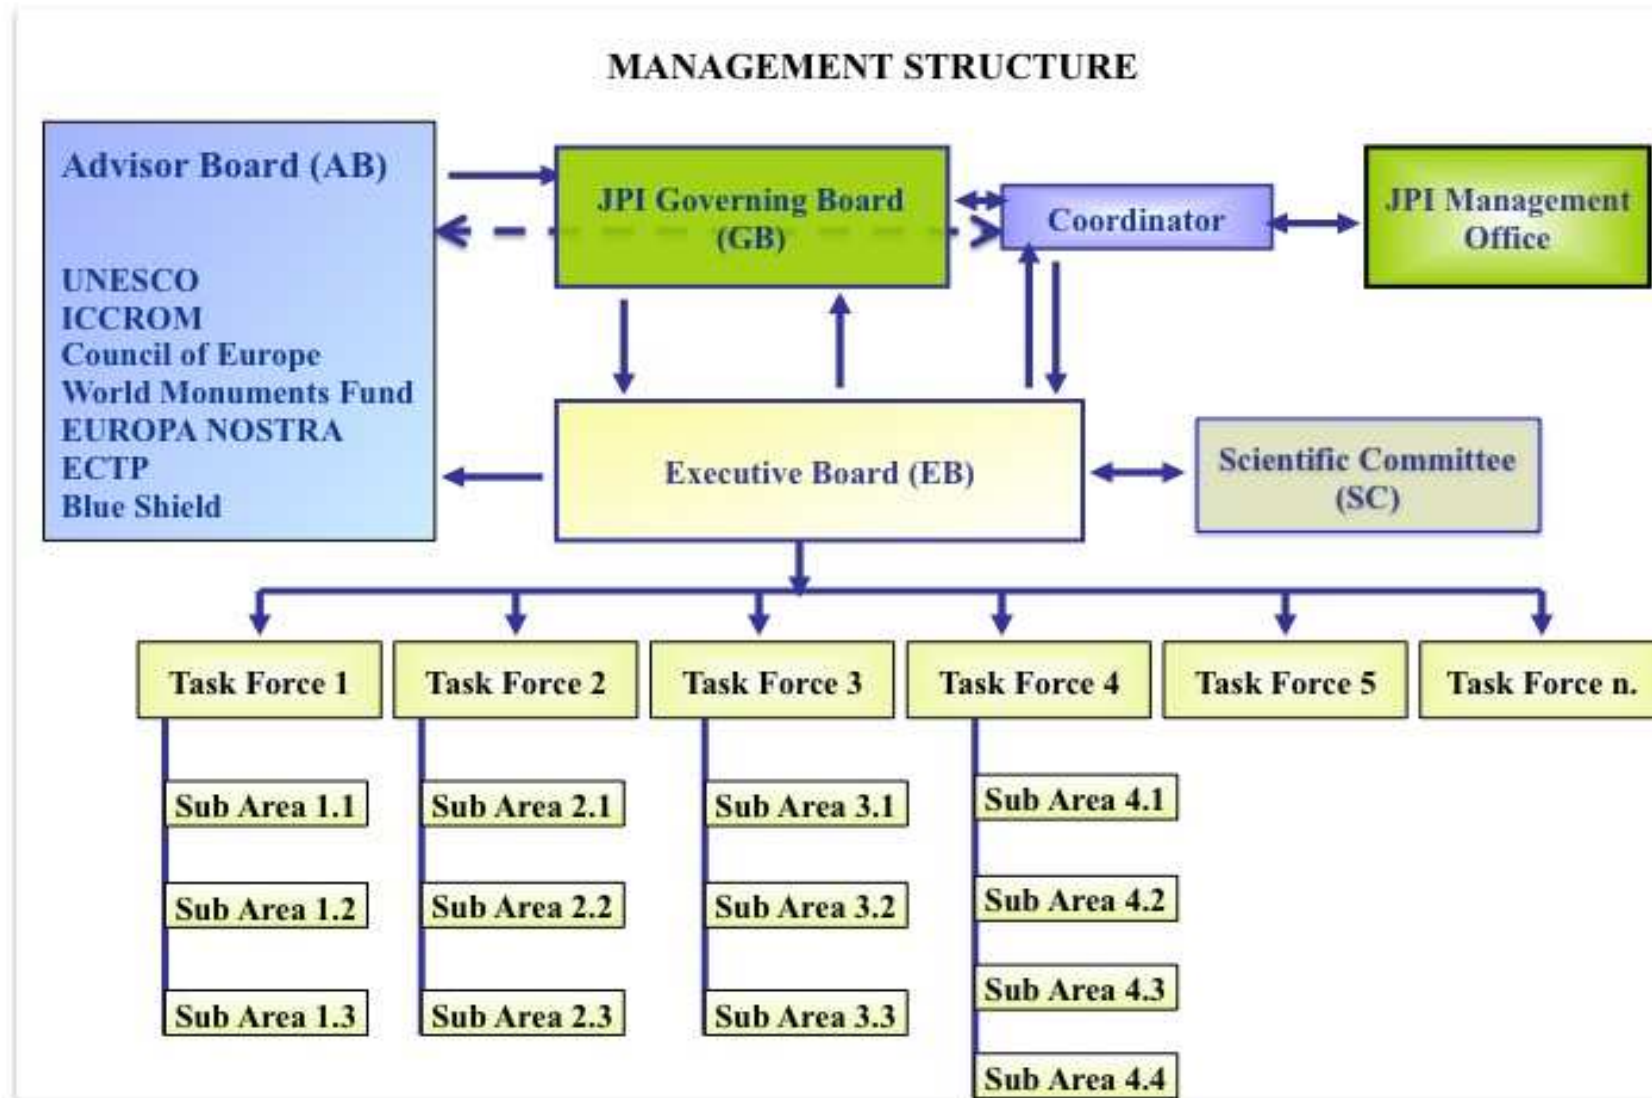 MANAGEMENT STRUCTURE
Advisor Board (AB)
UNESCO
ICCROM
Council of Europe
World Monuments Fund
EUROPA NOSTRA
ECTP
Blue Shield
JPI Governing Board
(GB)
Coordinator
JPI Management
Office
Executive Board (EB)
Scientific Committee
(SC)
Task Force 1
Task Force 2
Task Force 3
Task Force 4
Task Force 5
Task Force n.
Sub Area 1.1
Sub Area 1.2
Sub Area 1.3
Sub Area 2.1
Sub Area 2.2
Sub Area 2.3
Sub Area 3.1
Sub Area 3.2
Sub Area 3.3
Sub Area 4.1
Sub Area 4.2
Sub Area 4.3
Sub Area 4.4